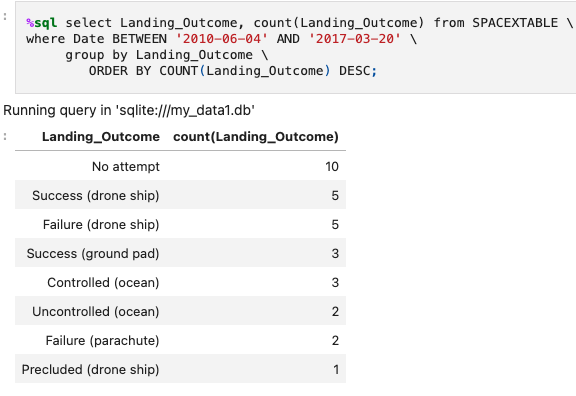 :
%sql select Landing_Outcome, count(Landing_Outcome) from SPACEXTABLE \
where Date BETWEEN '2010-06-04' AND '2017-03-20' \
group by Landing_Outcome \
ORDER BY COUNT(Landing_Outcome) DESC;
Running query in 'sqlite:///my_data1.db'
:
Landing_Outcome count(Landing_Outcome)
No attempt 10
Success (drone ship) 5
Failure (drone ship) 5
Success (ground pad) 3
Controlled (ocean) 3
Uncontrolled (ocean) 2
Failure (parachute) 2
Precluded (drone ship) 1